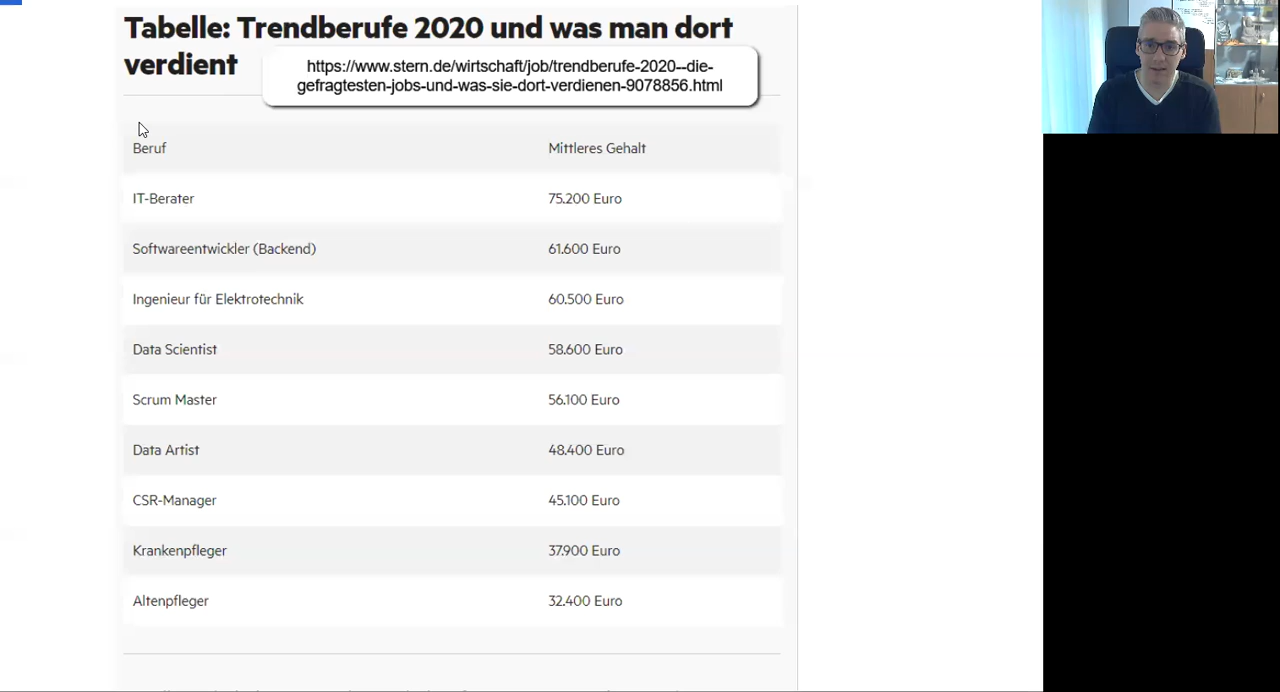 Tabelle: Trendberufe 2020 und was man dort
verdient
https://www.stern.de/wirtschaft/job/trendberufe-2020--die-
gefragtesten-jobs-und-was-sie-dort-verdienen-9078856.html
Beruf Mittleres Gehalt
IT-Berater 75.200 Euro
Softwareentwickler (Backend) 61.600 Euro
Ingenieur für Elektrotechnik 60.500 Euro
Data Scientist 58.600 Euro
Scrum Master 56.100 Euro
Data Artist 48.400 Euro
CSR-Manager 45.100 Euro
Krankenpfleger 37.900 Euro
Altenpfleger 32.400 Euro